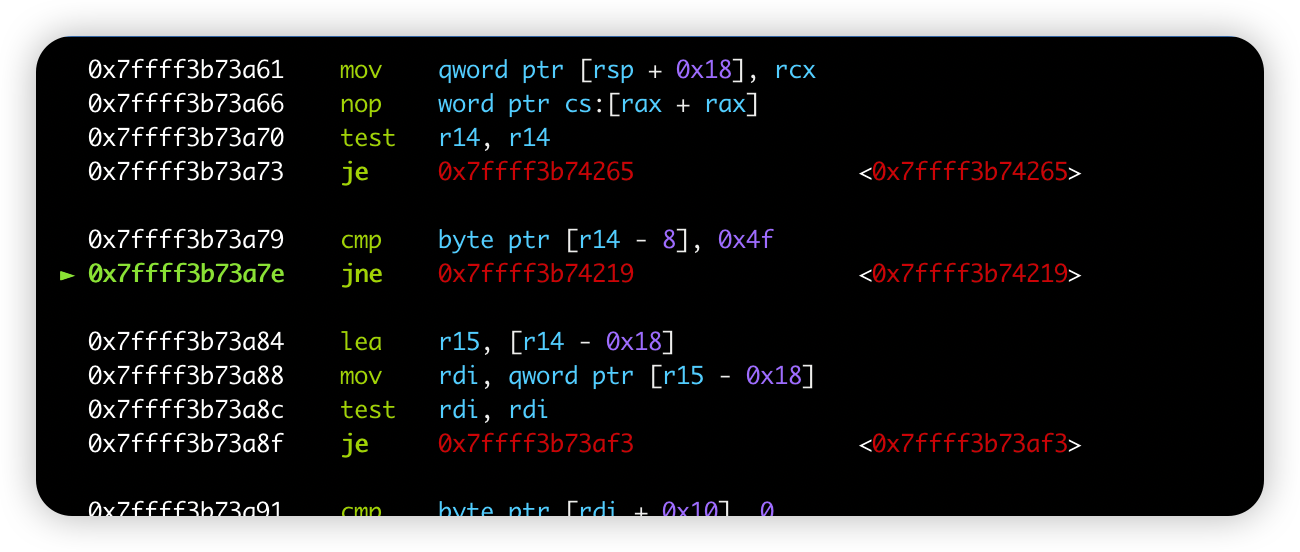 0x7ffff3b73a61 mov qword ptr [rsp + 0x18], rcx
0x7ffff3b73a66 nop word ptr cs:[rax + rax]
0x7ffff3b73a70 test r14, r14
0x7ffff3b73a73 je 0x7ffff3b74265 <0x7ffff3b74265>
0x7ffff3b73a79 cmp byte ptr [r14 - 8], 0x4f
► 0x7ffff3b73a7e jne 0x7ffff3b74219 <0x7ffff3b74219>
0x7ffff3b73a84 lea r15, [r14 - 0x18]
0x7ffff3b73a88 mov rdi, qword ptr [r15 - 0x18]
0x7ffff3b73a8c test rdi, rdi
0x7ffff3b73a8f je 0x7ffff3b73af3 <0x7ffff3b73af3>
0x7ffff3b73a91 cmp byte ptr [rdi + 0x10], 0